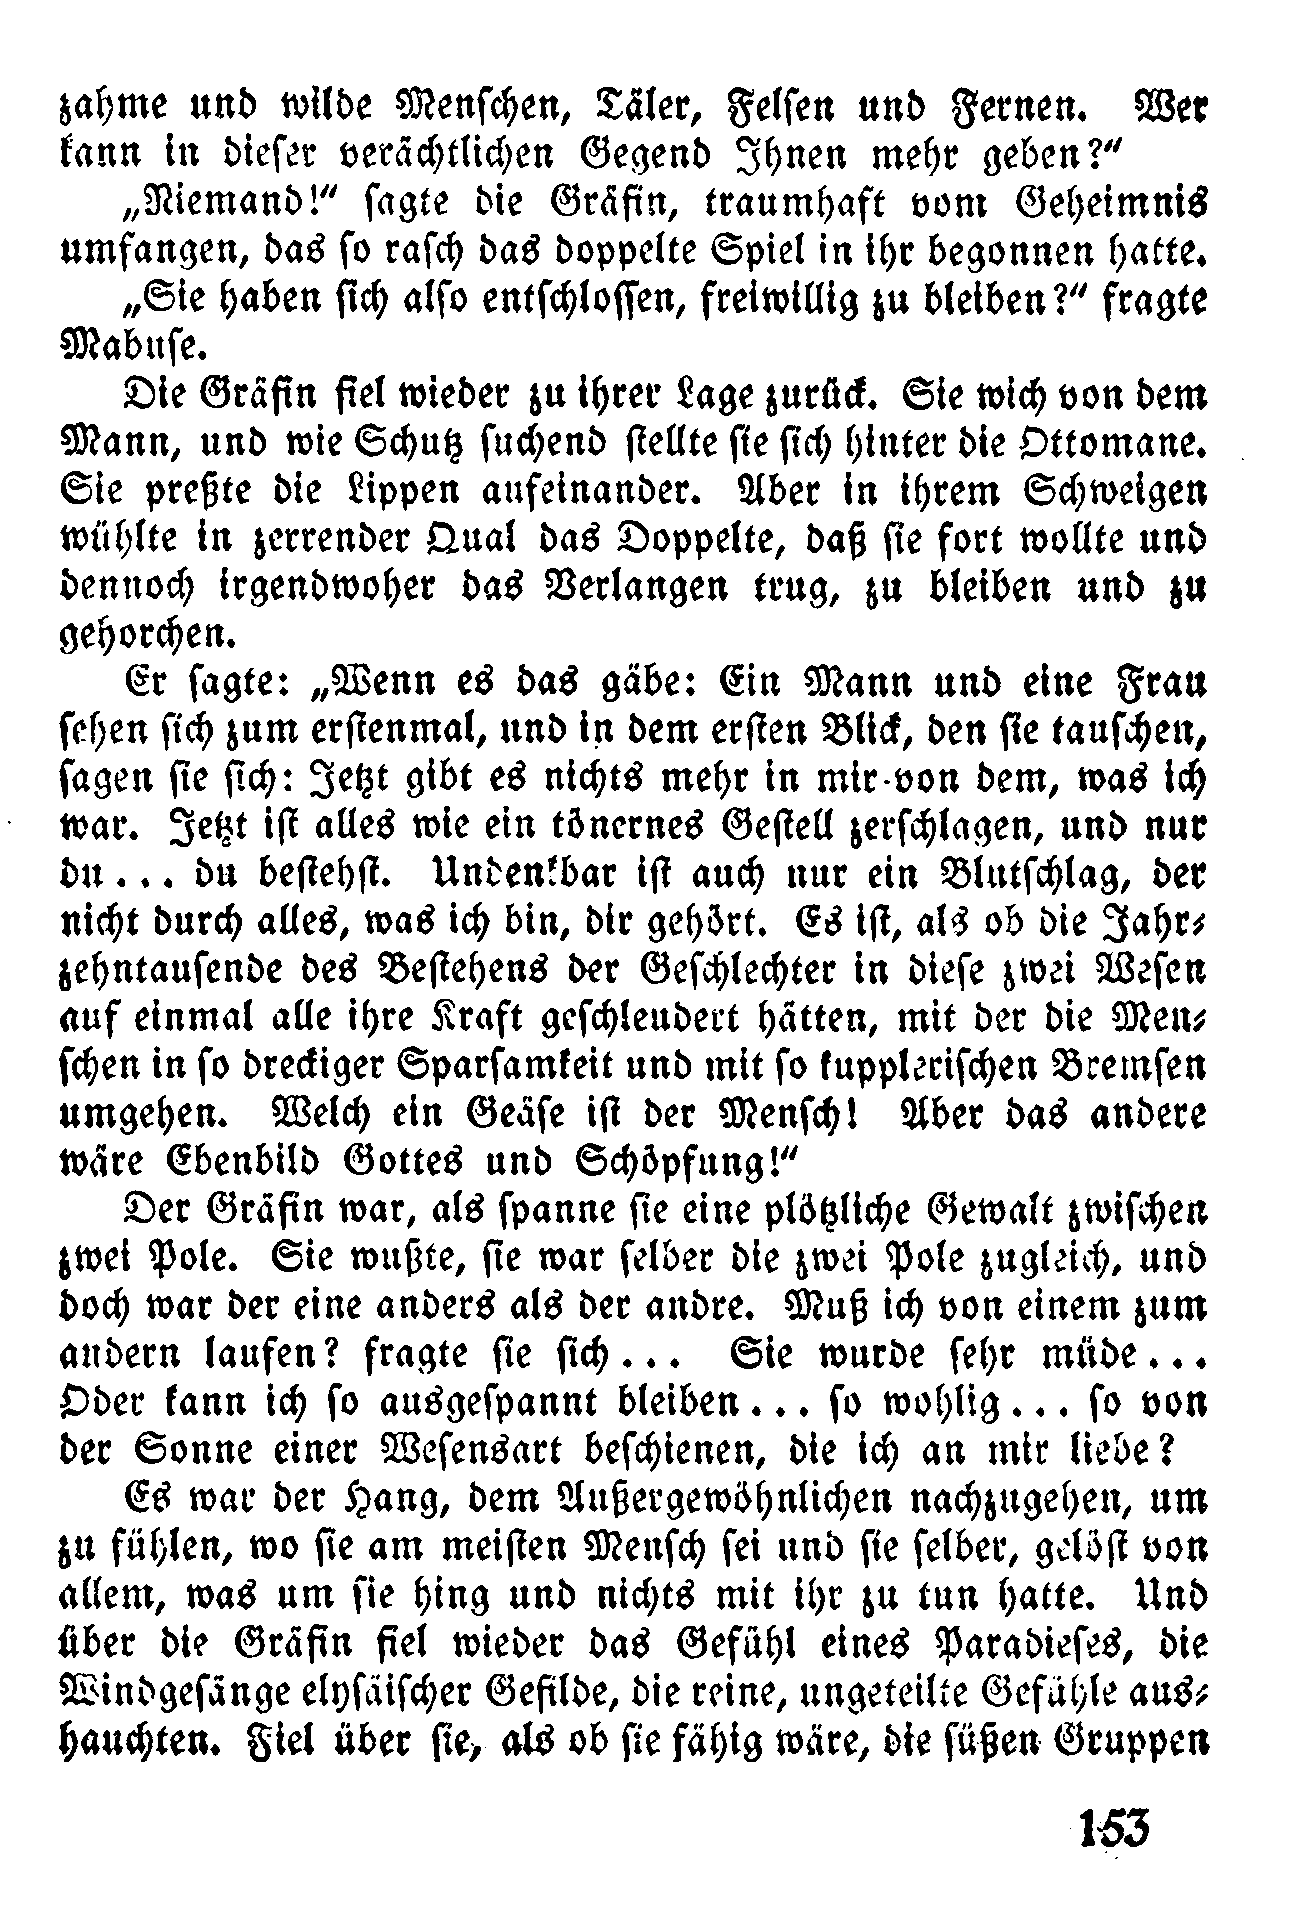 zahme und wilde Menschen, Täler, Felsen und Fernen. Wer
kann in dieser verächtlichen Gegend Ihnen mehr geben?“
„Niemand!“ sagte die Gräfin, traumhaft vom Geheimnis
umfangen, das so rasch das doppelte Spiel in ihr begonnen hatte.
„Sie haben sich also entschlossen, freiwillig zu bleiben?“ fragte
Mabuse.
Die Gräfin fiel wieder zu ihrer Lage zurück. Sie wich von dem
Mann, und wie Schutz suchend stellte sie sich hinter die Ottomane.
Sie preßte die Lippen aufeinander. Aber in ihrem Schweigen
wühlte in zerrender Qual das Doppelte, daß sie fort wollte und
dennoch irgendwoher das Verlangen trug, zu bleiben und zu
gehorchen.
Er sagte: „Wenn es das gäbe: Ein Mann und eine Frau
sehen sich zum erstenmal, und in dem ersten Blick, den sie tauschen,
sagen sie sich: Jetzt gibt es nichts mehr in mir von dem, was ich
war. Jetzt ist alles wie ein tönernes Gestell zerschlagen, und nur
du... du bestehst. Undenkbar ist auch nur ein Blutschlag, der
nicht durch alles, was ich bin, dir gehört. Es ist, als ob die Jahr-
zehntausende des Bestehens der Geschlechter in diese zwei Wesen
auf einmal alle ihre Kraft geschleudert hätten, mit der die Men-
schen in so dreckiger Sparsamkeit und mit so kupplerischen Bremsen
umgehen. Welch ein Geäse ist der Mensch! Aber das andere
wäre Ebenbild Gottes und Schöpfung!“
Der Gräfin war, als spanne sie eine plötzliche Gewalt zwischen
zwei Pole. Sie wußte, sie war selber die zwei Pole zugleich, und
doch war der eine anders als der andre. Muß ich von einem zum
andern laufen? fragte sie sich... Sie wurde sehr müde...
Oder kann ich so ausgespannt bleiben... so wohlig... so von
der Sonne einer Wesensart beschienen, die ich an mir liebe?
Es war der Hang, dem Außergewöhnlichen nachzugehen, um
zu fühlen, wo sie am meisten Mensch sei und sie selber, gelöst von
allem, was um sie hing und nichts mit ihr zu tun hatte. Und
über die Gräfin fiel wieder das Gefühl eines Paradieses, die
Windgesänge elysäischer Gefilde, die reine, ungeteilte Gefühle aus-
hauchten. Fiel über sie, als ob sie fähig wäre, die süßen Gruppen
153